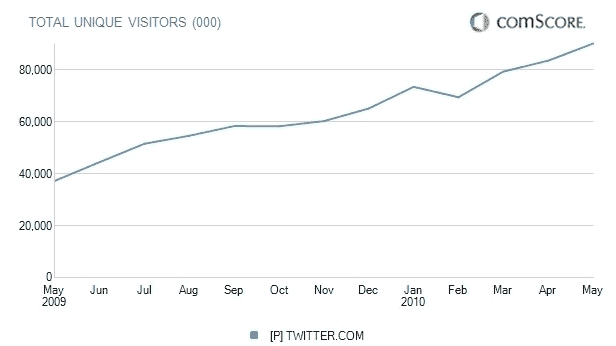 TOTAL UNIQUE VISITORS (000)
comSCORE.
80,000
60,000
40,000
20,000
0
May Jun Jul Aug Sep Oct Nov Dec Jan Feb Mar Apr May
2009 2010
[P] TWITTER.COM